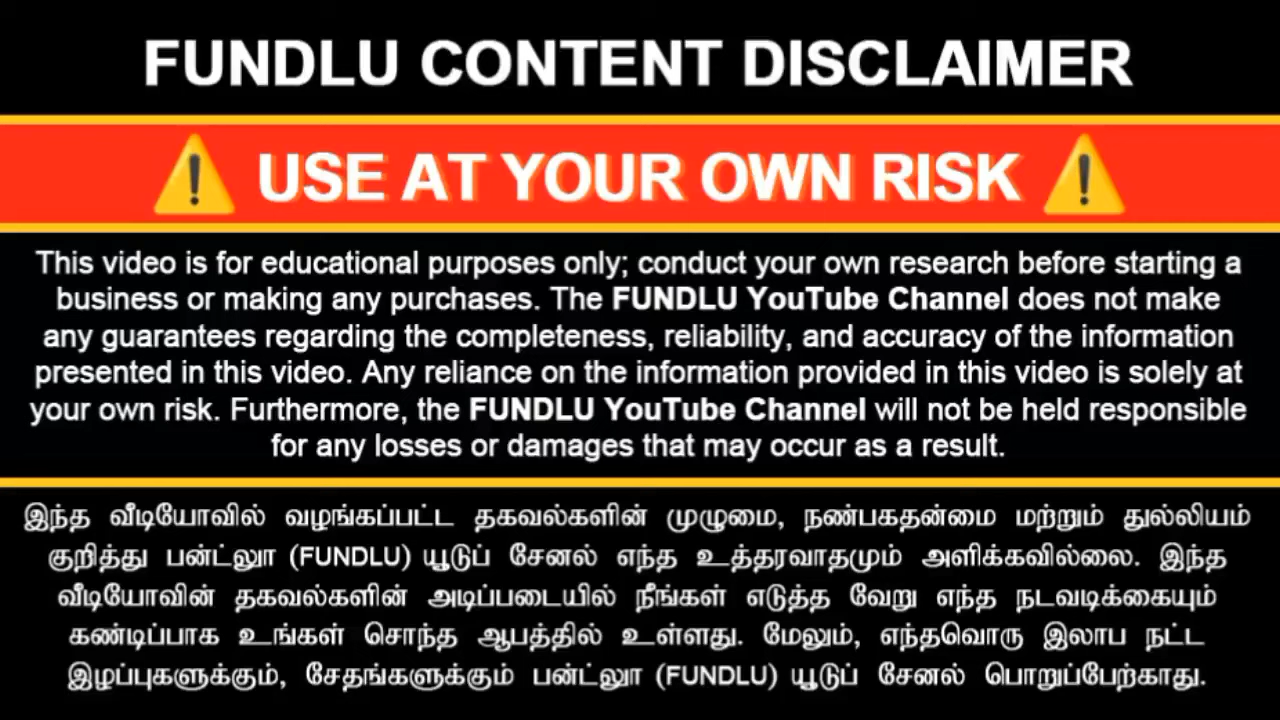 FUNDLU CONTENT DISCLAIMER
USE AT YOUR OWN RISK
This video is for educational purposes only; conduct your own research before starting a
business or making any purchases. The FUNDLU YouTube Channel does not make
any guarantees regarding the completeness, reliability, and accuracy of the information
presented in this video. Any reliance on the information provided in this video is solely at
your own risk. Furthermore, the FUNDLU YouTube Channel will not be held responsible
for any losses or damages that may occur as a result.
இந்த வீடியோவில் வழங்கப்பட்ட தகவல்களின் முழுமை, நண்பகதன்மை மற்றும் துல்லியம்
குறித்து பன்ட்லுா (FUNDLU) யூடுப் சேனல் எந்த உத்தரவாதமும் அளிக்கவில்லை. இந்த
வீடியோவின் தகவல்களின் அடிப்படையில் நீங்கள் எடுத்த வேறு எந்த நடவடிக்கையும்
கண்டிப்பாக உங்கள் சொந்த ஆபத்தில் உள்ளது. மேலும், எந்தவொரு இலாப நட்ட
இழப்புகளுக்கும், சேதங்களுக்கும் பன்ட்லுா (FUNDLU) யூடுப் சேனல் பொறுப்பேற்காது.